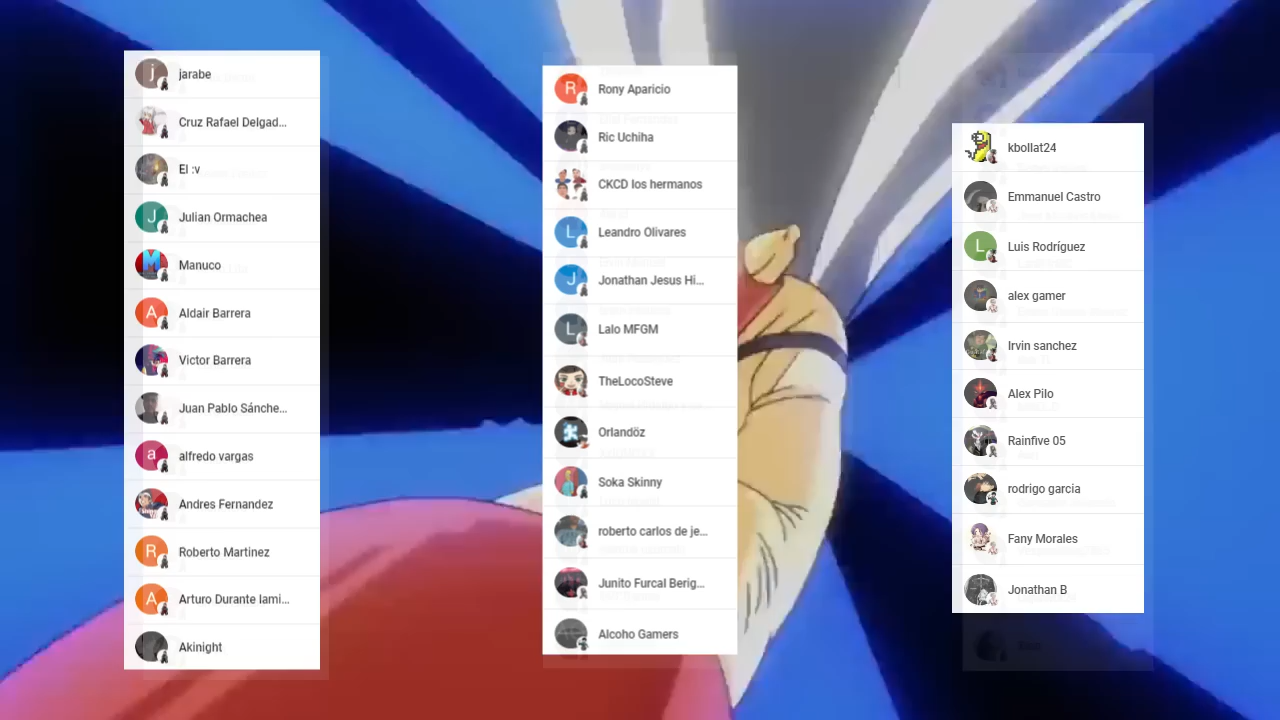 jarabe
Cruz Rafael Delgad...
El :v
Julian Ormachea
Manuco
Aldair Barrera
Victor Barrera
Juan Pablo Sánche...
alfredo vargas
Andres Fernandez
Roberto Martinez
Arturo Durante Iami...
Akinight
Rony Aparicio
Ric Uchiha
CKCD los hermanos
Leandro Olivares
Jonathan Jesus Hi...
Lalo MFGM
TheLocoSteve
Orlandöz
Soka Skinny
roberto carlos de je...
Junito Furcal Berig...
Alcoho Gamers
kbollat24
Emmanuel Castro
Luis Rodríguez
alex gamer
Irvin sanchez
Alex Pilo
Rainfive 05
rodrigo garcia
Fany Morales
Jonathan B